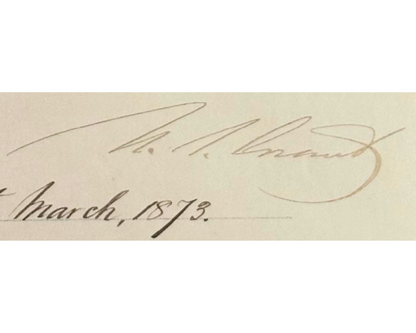 U. S. Grant
March, 1873.